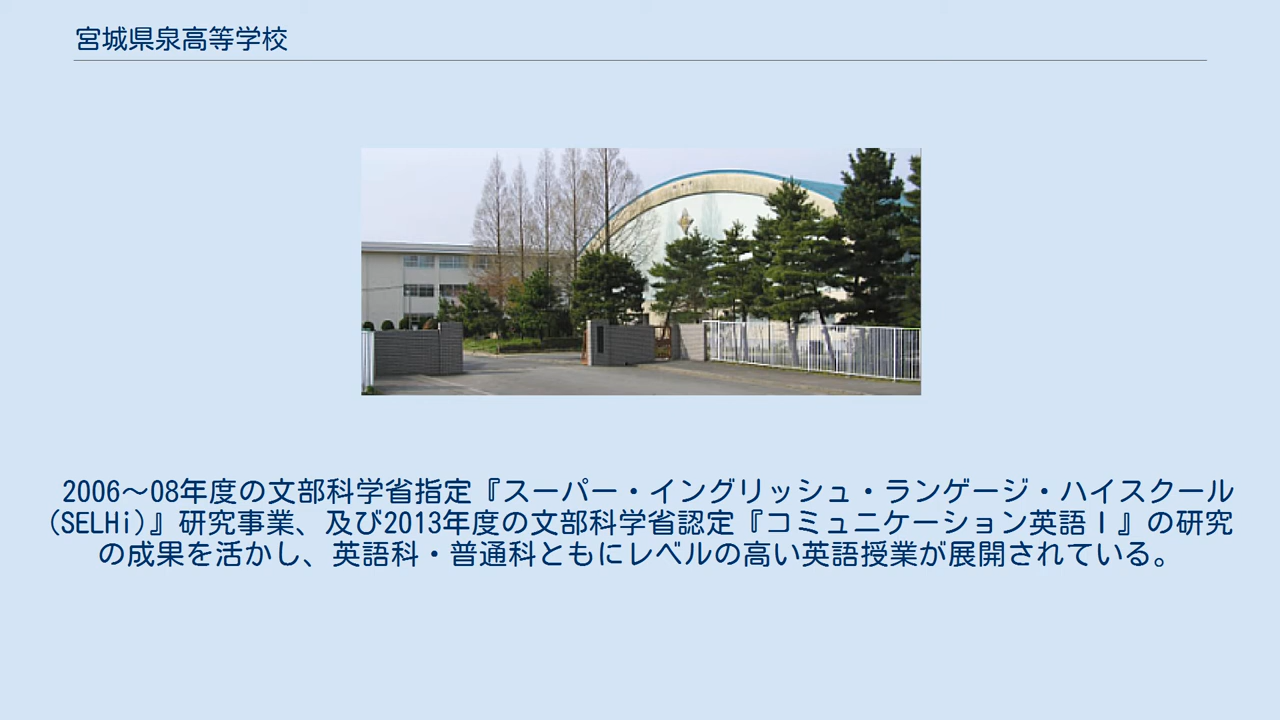 宮城県泉高等学校
2006～08年度の文部科学省指定『スーパー・イングリッシュ・ランゲージ・ハイスクール
(SELHi)』研究事業、及び2013年度の文部科学省認定『コミュニケーション英語Ⅰ』の研究
の成果を活かし、英語科・普通科ともにレベルの高い英語授業が展開されている。